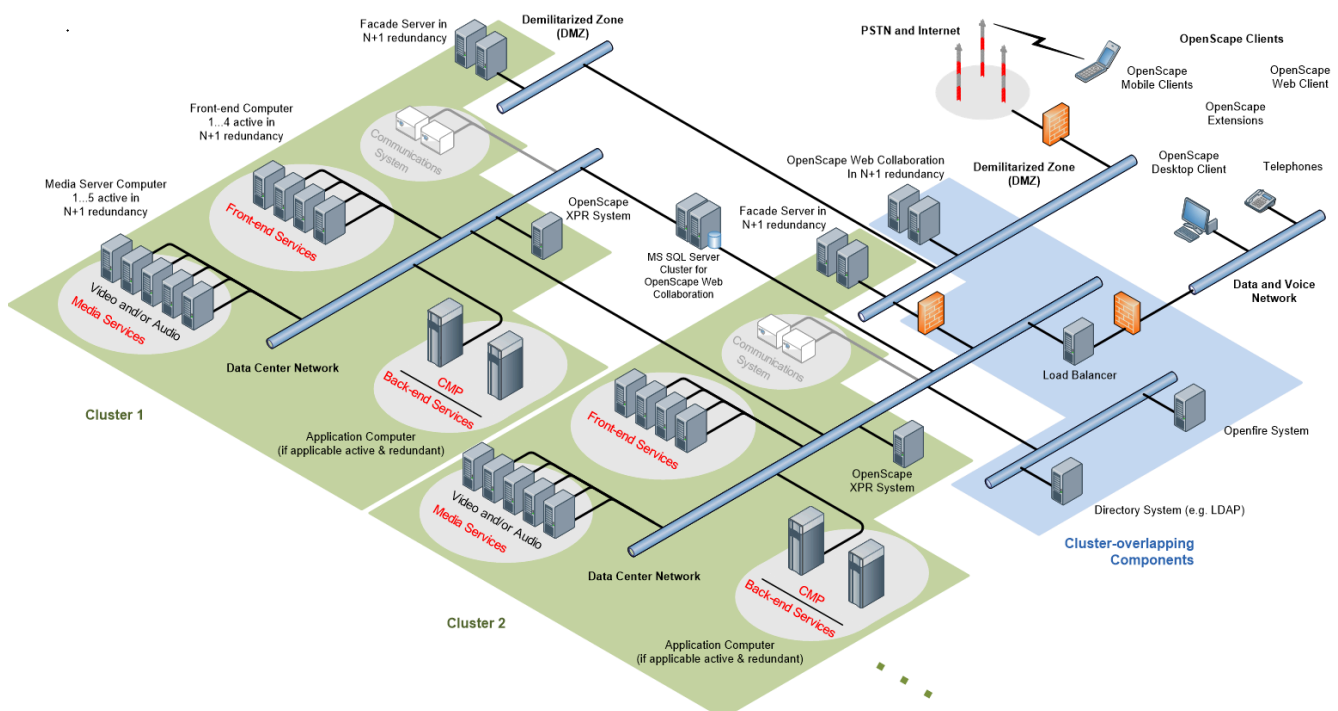 Facade Server in
N+1 redundancy
Demilitarized Zone
(DMZ)
PSTN and Internet
OpenScape Clients
OpenScape
Mobile Clients
OpenScape
Web Client
OpenScape
Extensions
Front-end Computer
1...4 active in
N+1 redundancy
Communications
System
OpenScape Web Collaboration
In N+1 redundancy
Demilitarized Zone
(DMZ)
OpenScape
Desktop Client
Telephones
Media Server Computer
1...5 active in
N+1 redundancy
Front-end Services
OpenScape
XPR System
Facade Server in
N+1 redundancy
MS SQL Server
Cluster for
OpenScape Web
Collaboration
Data and Voice
Network
Video and/or Audio
Media Services
Data Center Network
CMP
Back-end Services
Communications
System
Load Balancer
Cluster 1
Application Computer
(if applicable active & redundant)
Front-end Services
Openfire System
OpenScape
XPR System
Video and/or Audio
Media Services
Directory System (e.g. LDAP)
Cluster-overlapping
Components
Data Center Network
CMP
Back-end Services
Cluster 2
Application Computer
(if applicable active & redundant)